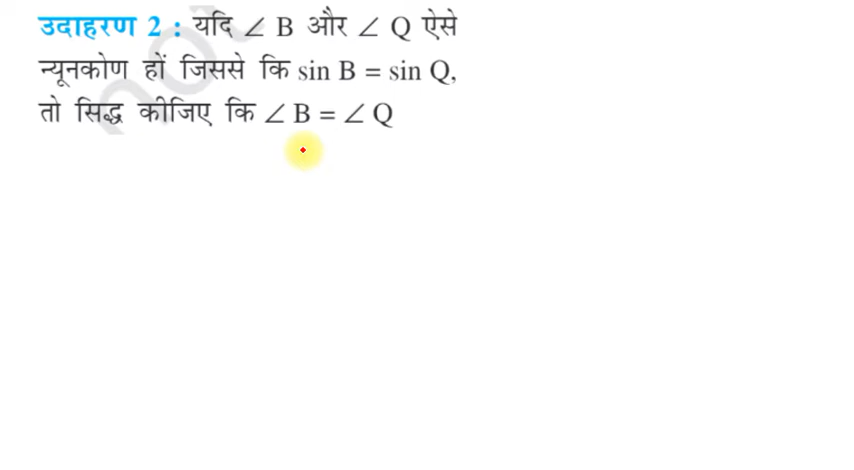 उदाहरण 2 : यदि ∠ B और ∠ Q ऐसे
न्यूनकोण हों जिससे कि sin B = sin Q,
तो सिद्ध कीजिए कि ∠ B = ∠ Q